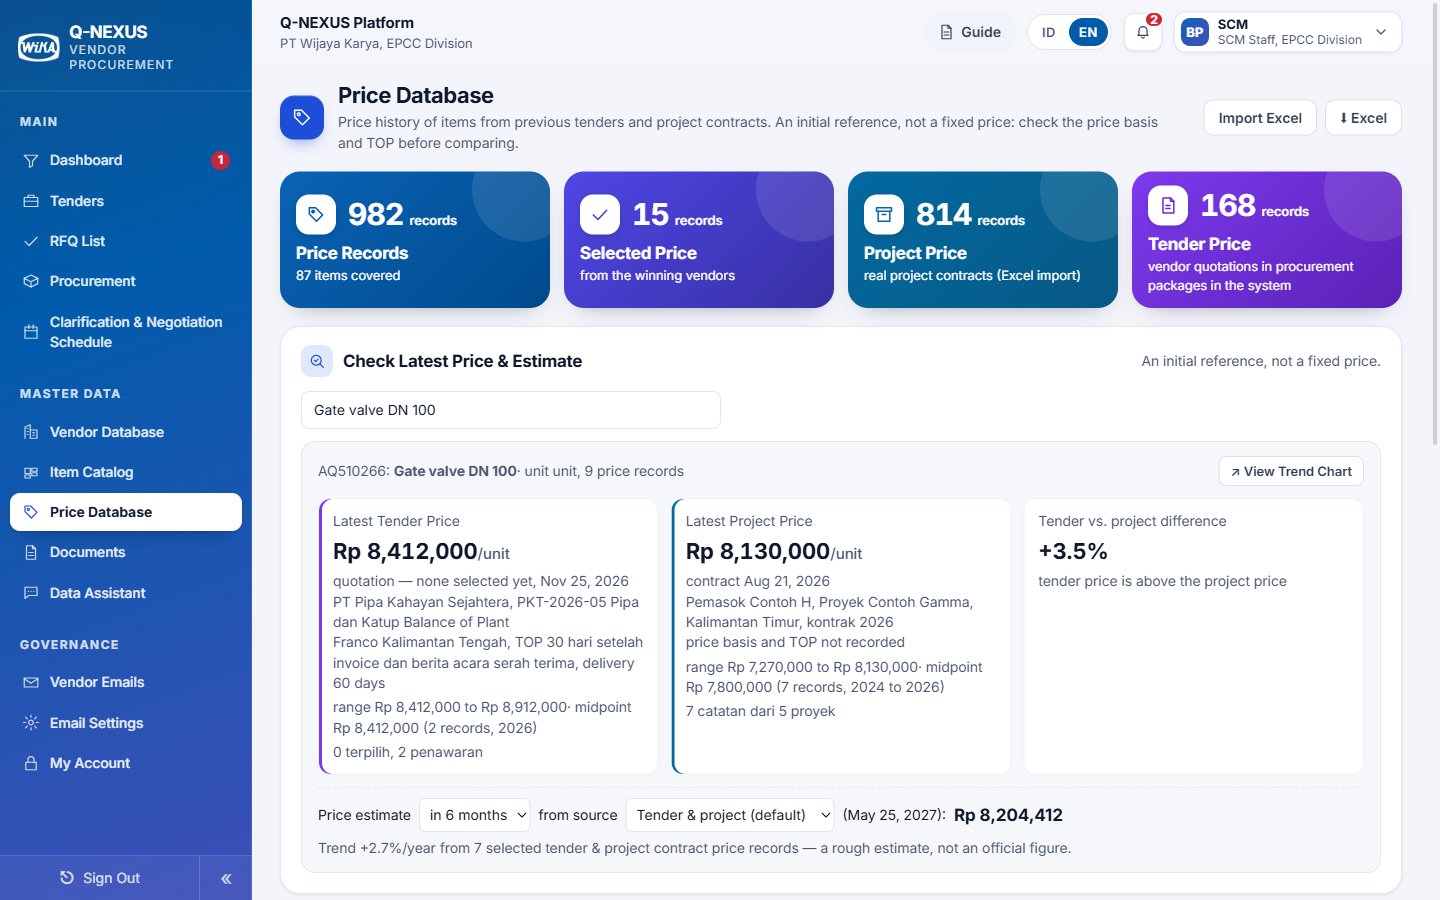 WIKA
Q-NEXUS
VENDOR
PROCUREMENT
MAIN
Dashboard
1
Tenders
RFQ List
Procurement
Clarification & Negotiation
Schedule
MASTER DATA
Vendor Database
Item Catalog
Price Database
Documents
Data Assistant
GOVERNANCE
Vendor Emails
Email Settings
My Account
Sign Out
«
Q-NEXUS Platform
PT Wijaya Karya, EPCC Division
Guide
ID EN
2
BP
SCM
SCM Staff, EPCC Division
Price Database
Price history of items from previous tenders and project contracts. An initial reference, not a fixed price: check the price basis
and TOP before comparing.
Import Excel
⬇ Excel
982 records
Price Records
87 items covered
15 records
Selected Price
from the winning vendors
814 records
Project Price
real project contracts (Excel import)
168 records
Tender Price
vendor quotations in procurement
packages in the system
Check Latest Price & Estimate
An initial reference, not a fixed price.
Gate valve DN 100
AQ510266: Gate valve DN 100· unit unit, 9 price records
↗ View Trend Chart
Latest Tender Price
Rp 8,412,000/unit
quotation — none selected yet, Nov 25, 2026
PT Pipa Kahayan Sejahtera, PKT-2026-05 Pipa
dan Katup Balance of Plant
Franco Kalimantan Tengah, TOP 30 hari setelah
invoice dan berita acara serah terima, delivery
60 days
range Rp 8,412,000 to Rp 8,912,000· midpoint
Rp 8,412,000 (2 records, 2026)
0 terpilih, 2 penawaran
Latest Project Price
Rp 8,130,000/unit
contract Aug 21, 2026
Pemasok Contoh H, Proyek Contoh Gamma,
Kalimantan Timur, kontrak 2026
price basis and TOP not recorded
range Rp 7,270,000 to Rp 8,130,000· midpoint
Rp 7,800,000 (7 records, 2024 to 2026)
7 catatan dari 5 proyek
Tender vs. project difference
+3.5%
tender price is above the project price
Price estimate in 6 months from source Tender & project (default) (May 25, 2027): Rp 8,204,412
Trend +2.7%/year from 7 selected tender & project contract price records — a rough estimate, not an official figure.